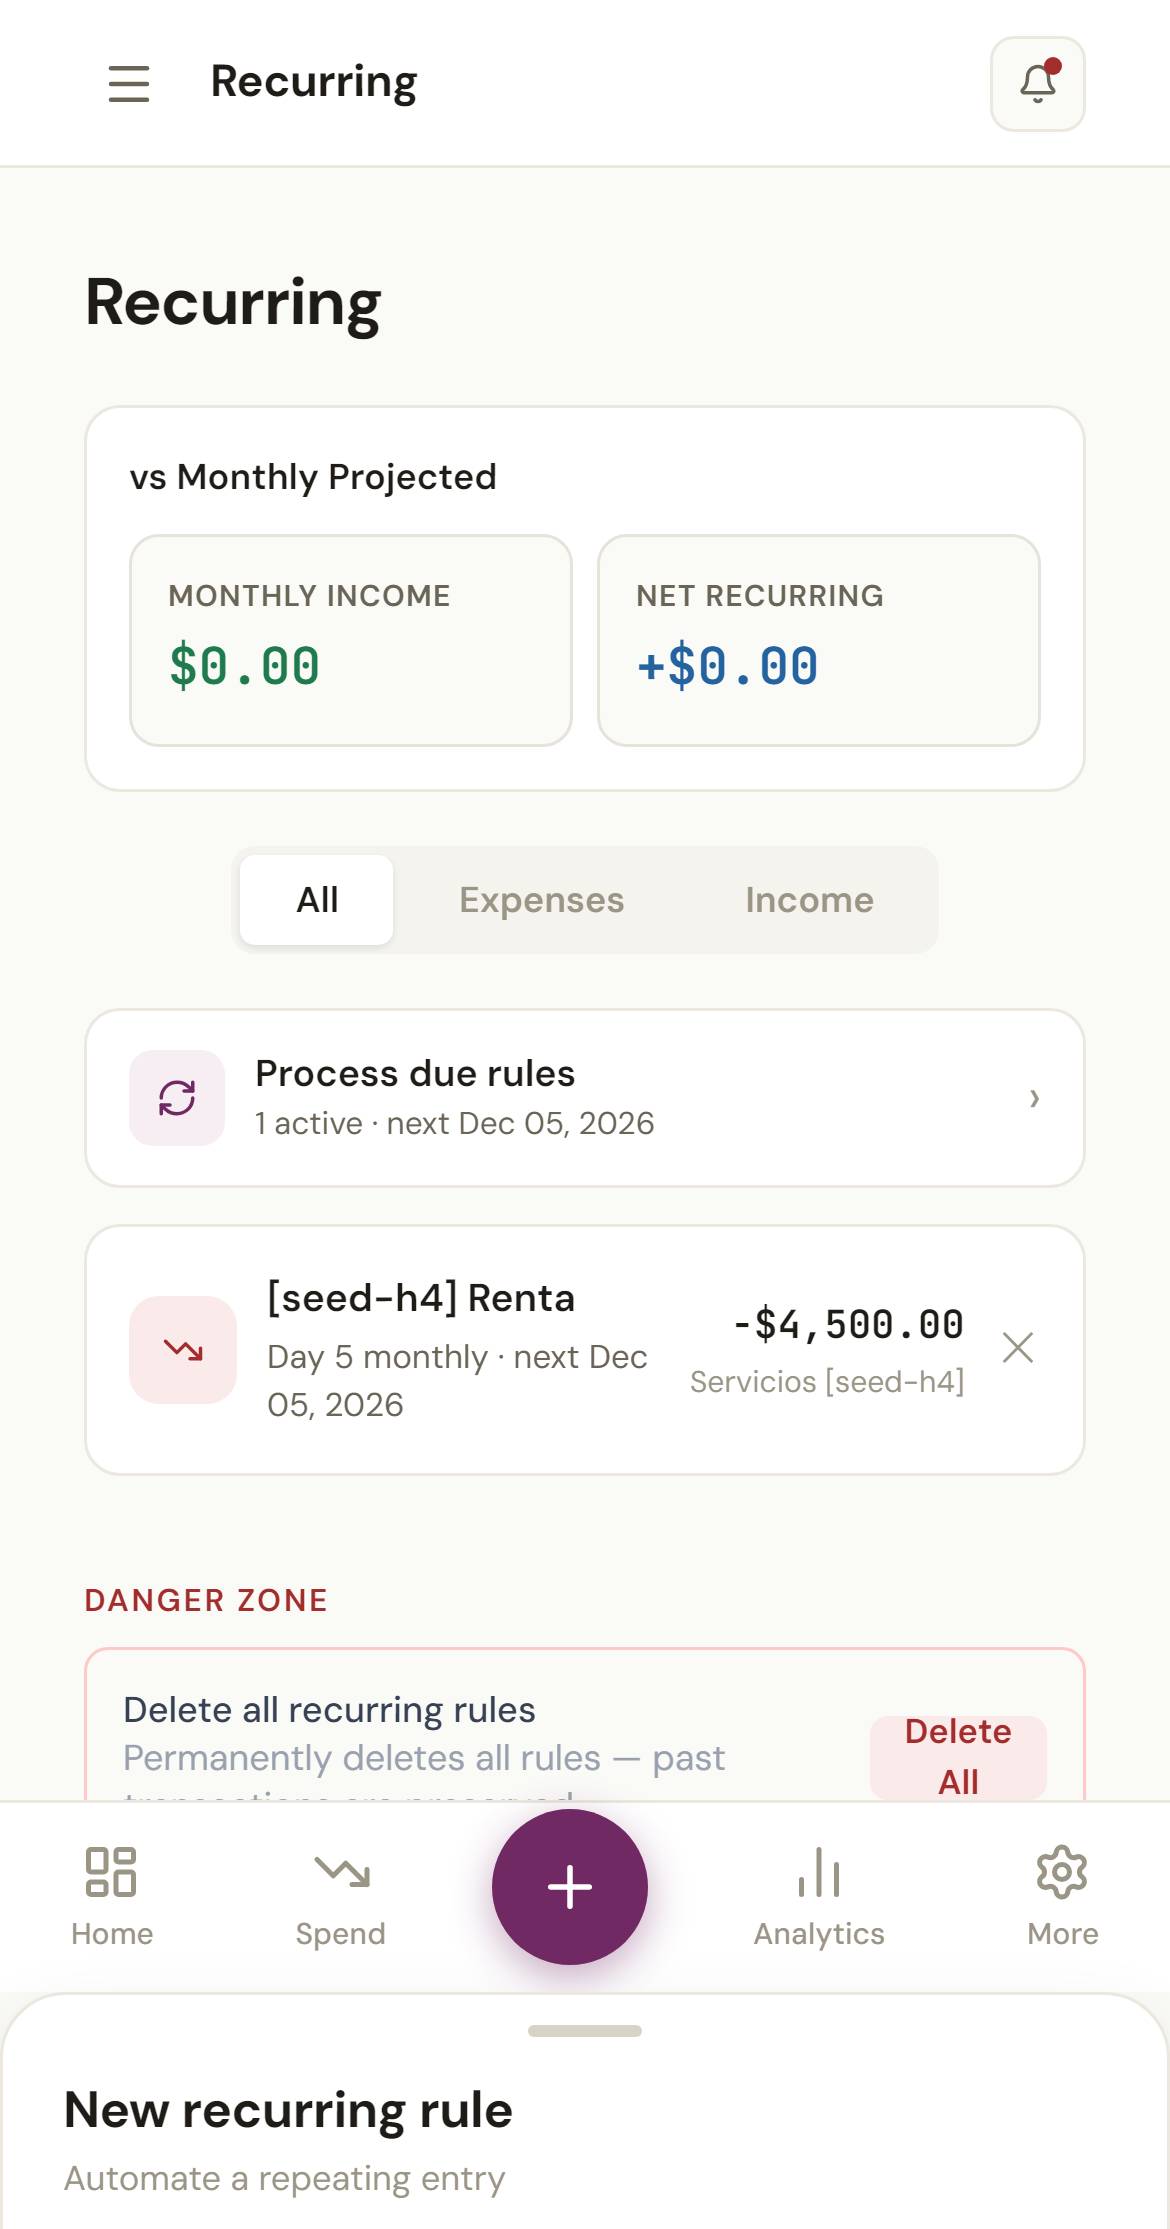 Recurring
Recurring
vs Monthly Projected
MONTHLY INCOME
$0.00
NET RECURRING
+$0.00
All
Expenses
Income
Process due rules
1 active · next Dec 05, 2026
›
[seed-h4] Renta
Day 5 monthly · next Dec
05, 2026
-$4,500.00
Servicios [seed-h4]
DANGER ZONE
Delete all recurring rules
Permanently deletes all rules — past
transactions are preserved
Delete
All
Home
Spend
Analytics
More
New recurring rule
Automate a repeating entry